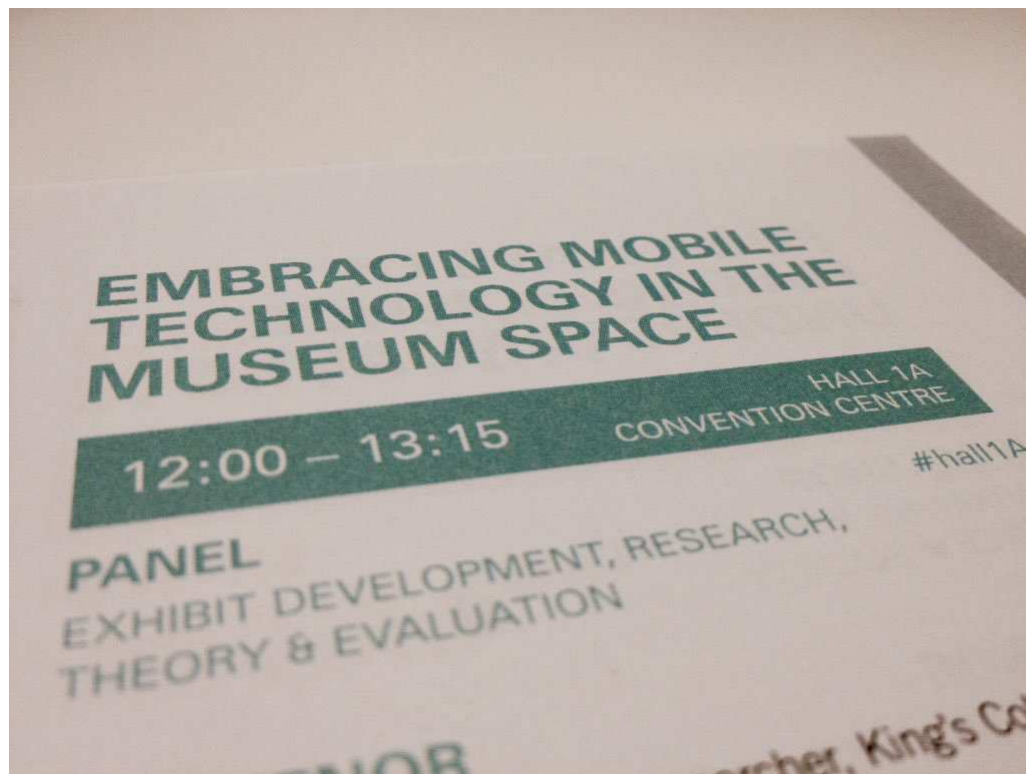 EMBRACING MOBILE
TECHNOLOGY IN THE
MUSEUM SPACE
12:00 – 13:15
HALL 1A
CONVENTION CENTRE
#hall1A
PANEL
EXHIBIT DEVELOPMENT, RESEARCH,
THEORY & EVALUATION
King's